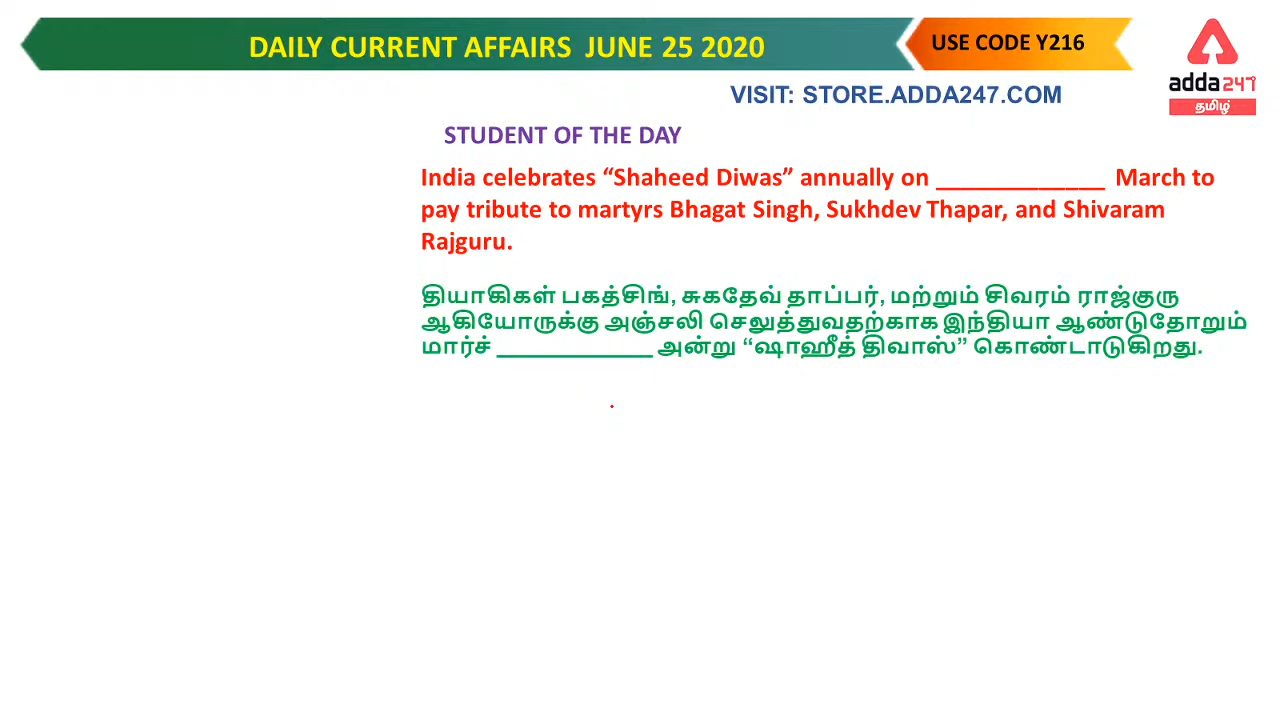 DAILY CURRENT AFFAIRS JUNE 25 2020
USE CODE Y216
adda247
தமிழ்
VISIT: STORE.ADDA247.COM
STUDENT OF THE DAY
India celebrates “Shaheed Diwas” annually on _____________ March to
pay tribute to martyrs Bhagat Singh, Sukhdev Thapar, and Shivaram
Rajguru.
தியாகிகள் பகத்சிங், சுகதேவ் தாப்பர், மற்றும் சிவரம் ராஜ்குரு
ஆகியோருக்கு அஞ்சலி செலுத்துவதற்காக இந்தியா ஆண்டுதோறும்
மார்ச் _____________ அன்று “ஷாஹீத் திவாஸ்” கொண்டாடுகிறது.